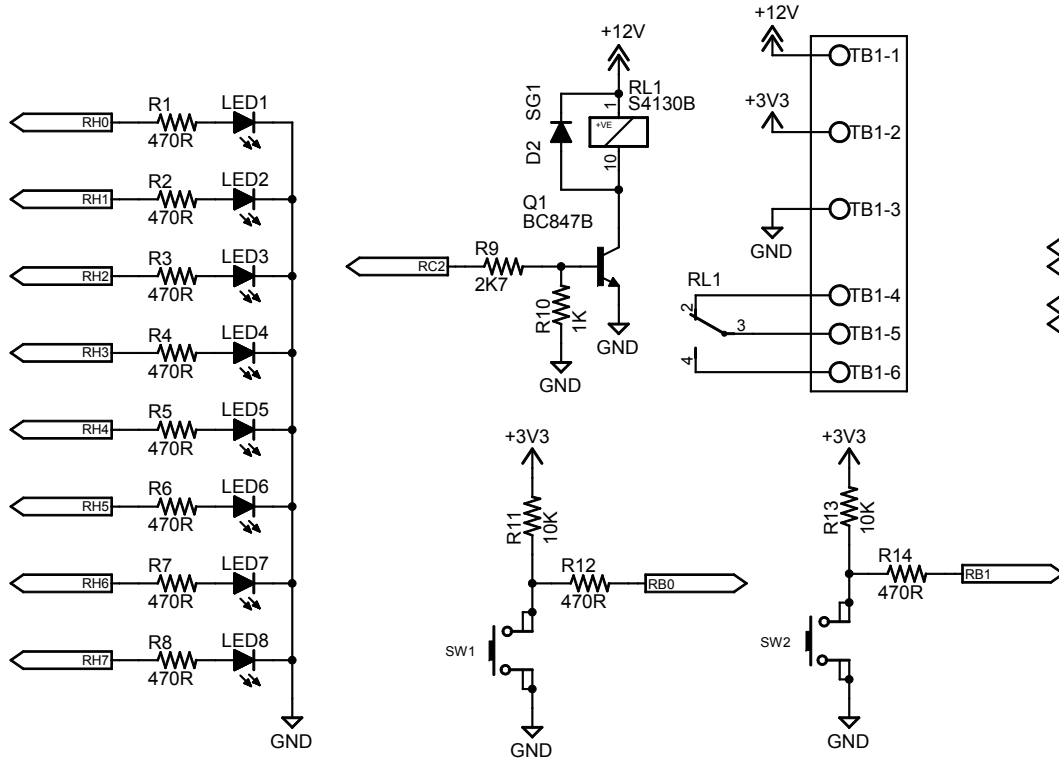 RH0
R1
470R
LED1
RH1
R2
470R
LED2
RH2
R3
470R
LED3
RH3
R4
470R
LED4
RH4
R5
470R
LED5
RH5
R6
470R
LED6
RH6
R7
470R
LED7
RH7
R8
470R
LED8
GND
+12V
SG1
D2
RL1
S4130B
1
+VE
10
Q1
BC847B
RC2
R9
2K7
R10
1K
GND
GND
+12V
TB1-1
+3V3
TB1-2
TB1-3
GND
RL1
2
3
4
TB1-4
TB1-5
TB1-6
+3V3
R11
10K
R12
470R
RB0
SW1
GND
+3V3
R13
10K
R14
470R
RB1
SW2
GND